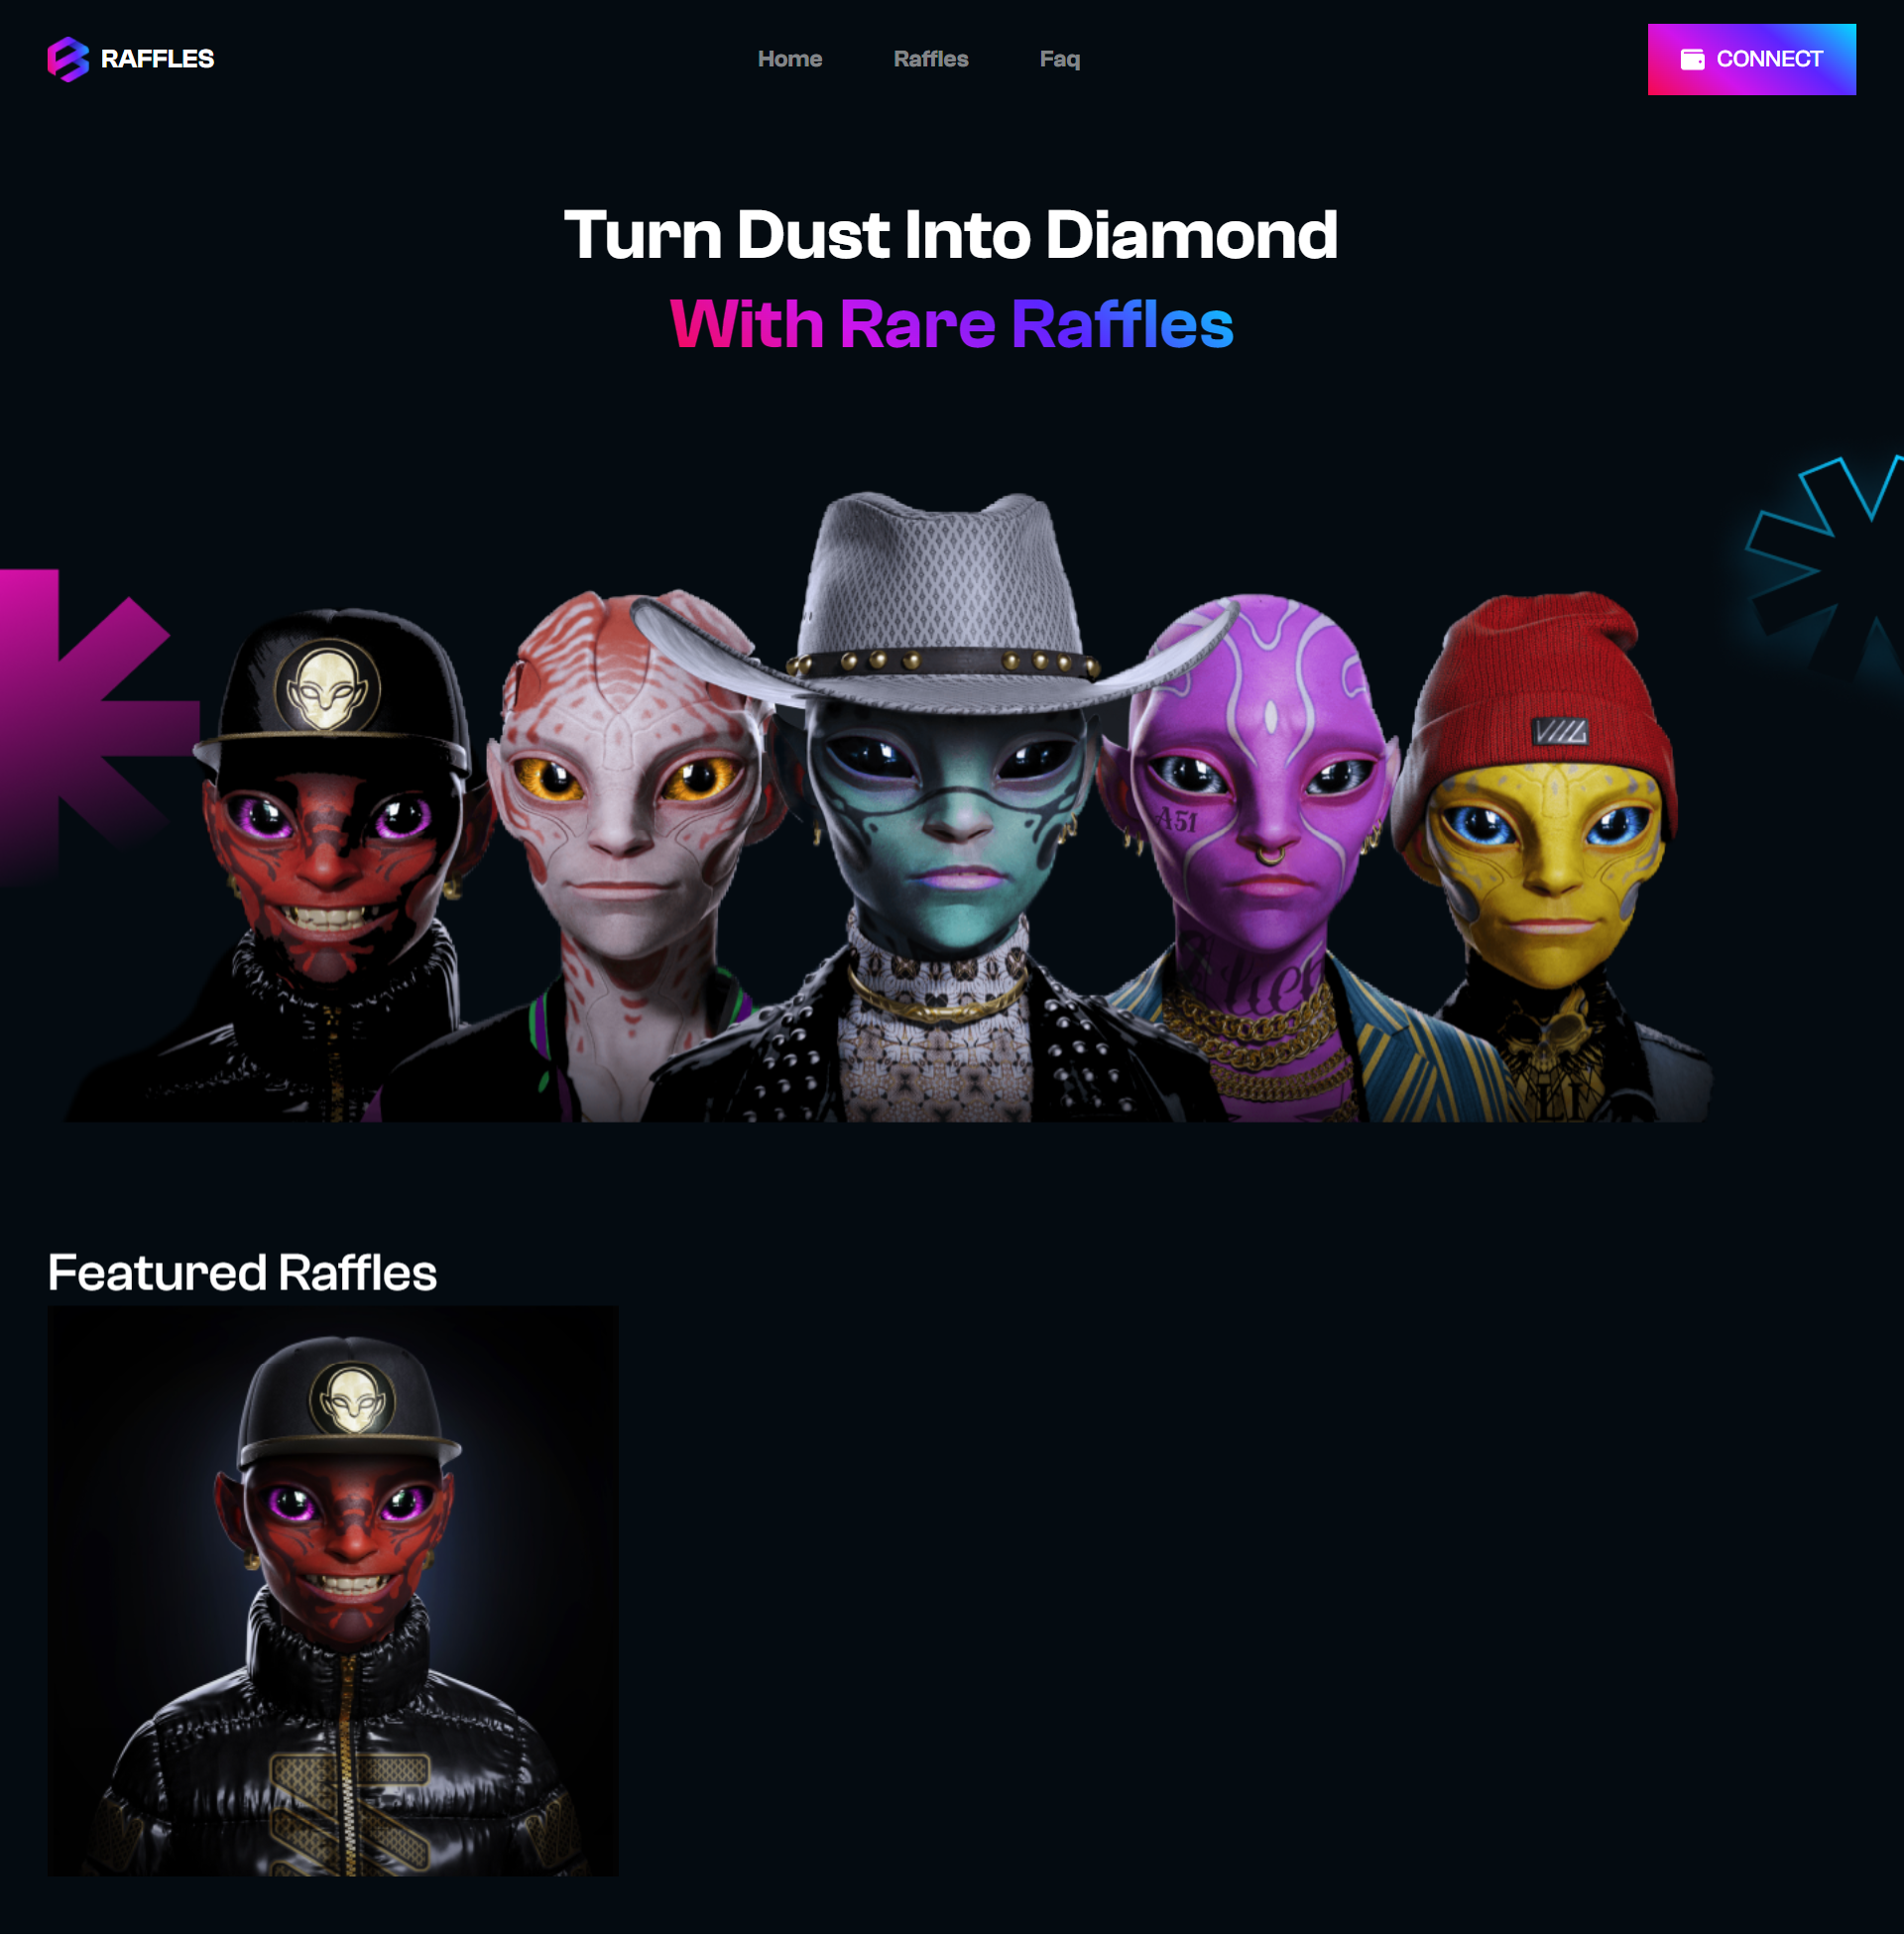 RAFFLES
Home
Raffles
Faq
CONNECT
Turn Dust Into Diamond
With Rare Raffles
A51
Featured Raffles